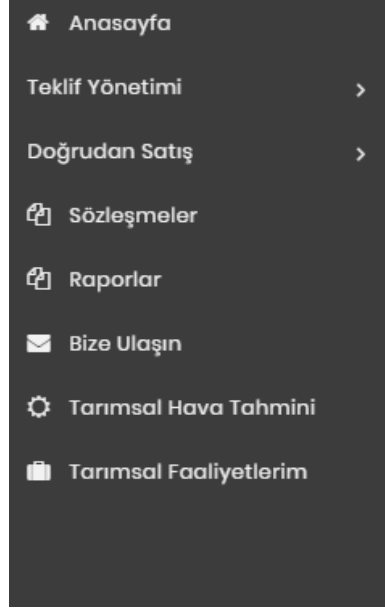 Anasayfa
Teklif Yönetimi
Doğrudan Satış
Sözleşmeler
Raporlar
Bize Ulaşın
Tarımsal Hava Tahmini
Tarımsal Faaliyetlerim